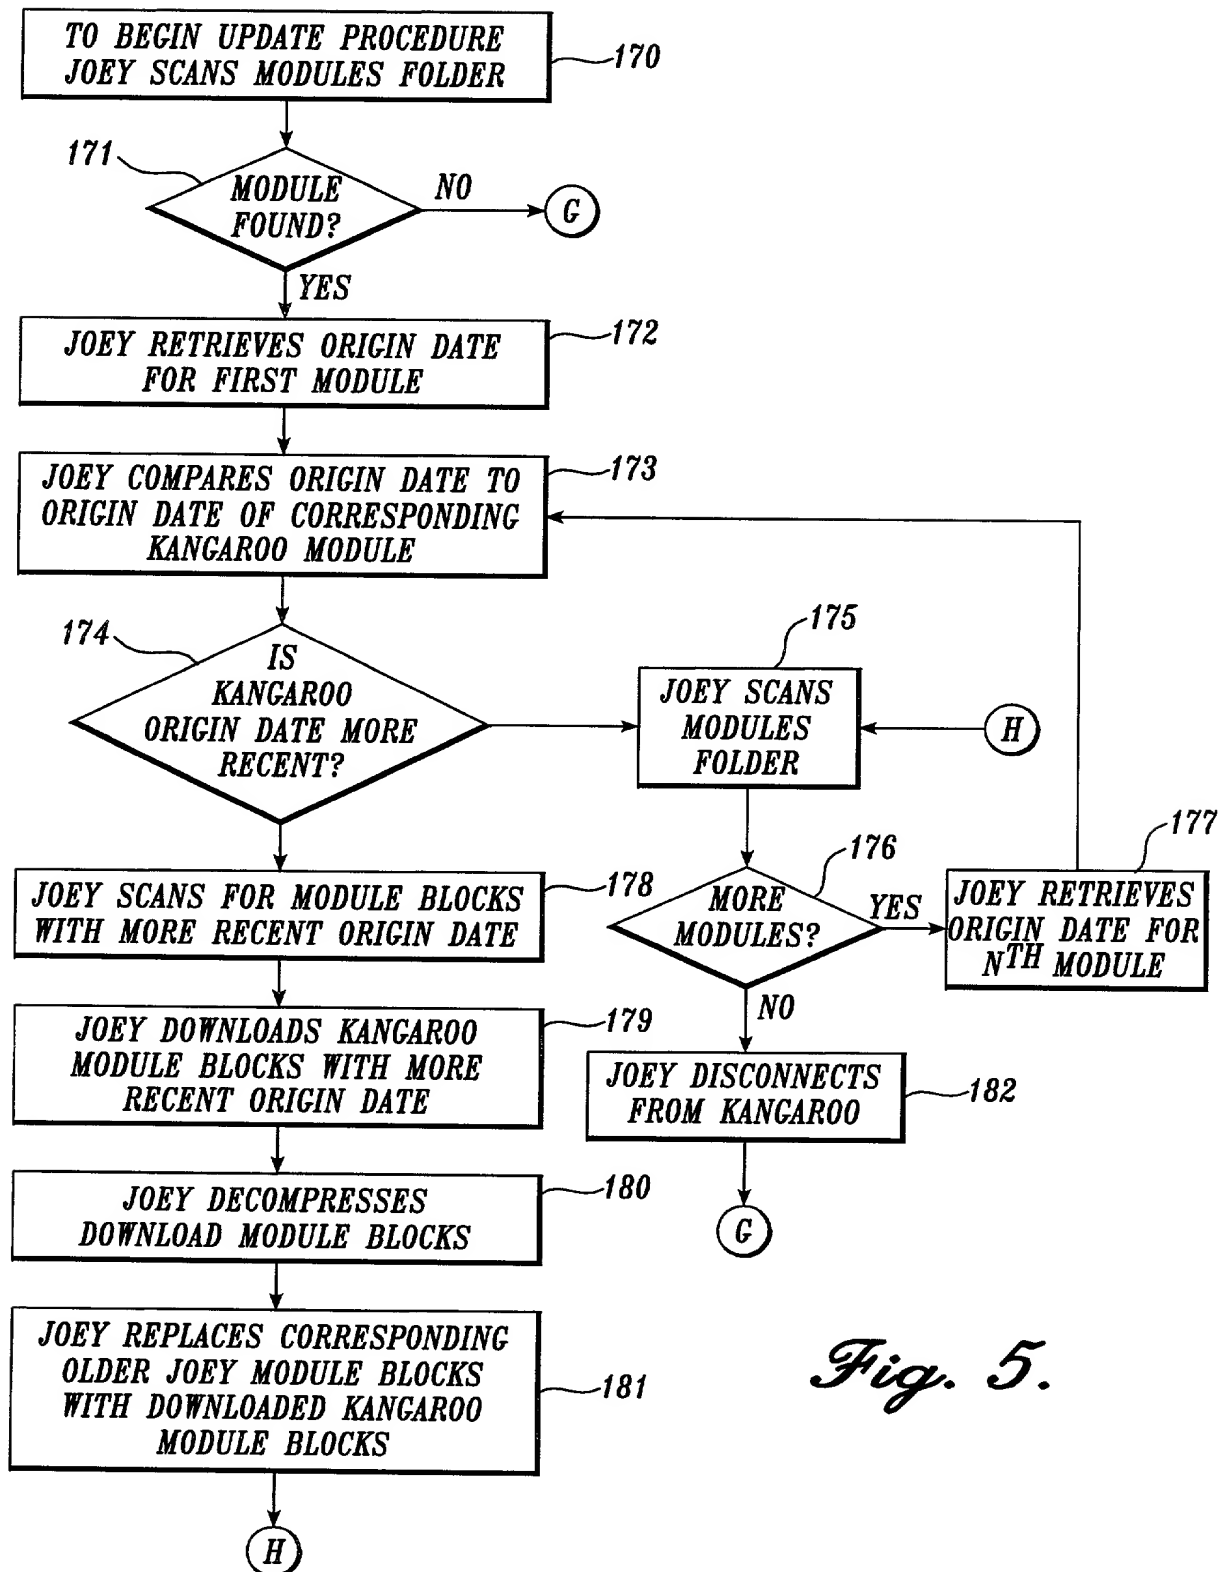 TO BEGIN UPDATE PROCEDURE
JOEY SCANS MODULES FOLDER
170
171
MODULE
FOUND?
NO
G
YES
JOEY RETRIEVES ORIGIN DATE
FOR FIRST MODULE
172
JOEY COMPARES ORIGIN DATE TO
ORIGIN DATE OF CORRESPONDING
KANGAROO MODULE
173
174
IS
KANGAROO
ORIGIN DATE MORE
RECENT?
175
JOEY SCANS
MODULES
FOLDER
H
176
MORE
MODULES?
YES
177
JOEY RETRIEVES
ORIGIN DATE FOR
NTH MODULE
NO
JOEY DISCONNECTS
FROM KANGAROO
182
G
JOEY SCANS FOR MODULE BLOCKS
WITH MORE RECENT ORIGIN DATE
178
JOEY DOWNLOADS KANGAROO
MODULE BLOCKS WITH MORE
RECENT ORIGIN DATE
179
JOEY DECOMPRESSES
DOWNLOAD MODULE BLOCKS
180
JOEY REPLACES CORRESPONDING
OLDER JOEY MODULE BLOCKS
WITH DOWNLOADED KANGAROO
MODULE BLOCKS
181
H
Fig. 5.